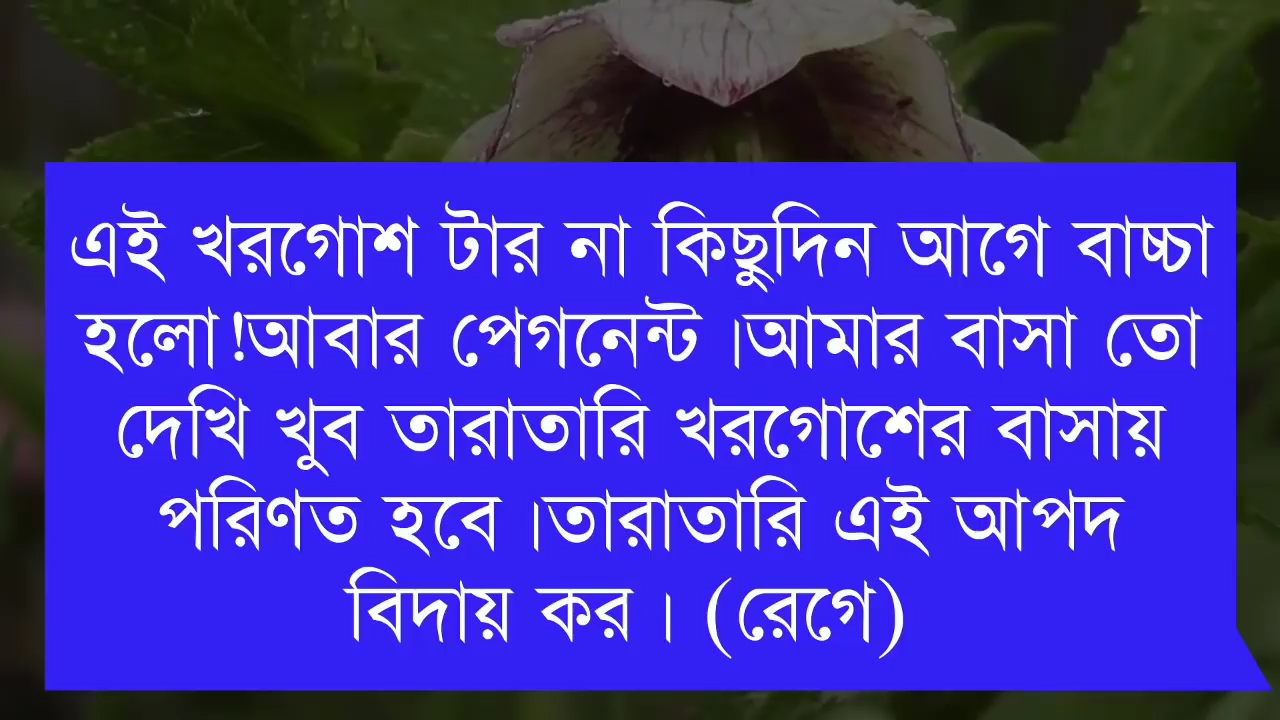 এই খরগোশ টার না কিছুদিন আগে বাচ্চা
হলো!আবার পেগনেন্ট।আমার বাসা তো
দেখি খুব তারাতারি খরগোশের বাসায়
পরিণত হবে।তারাতারি এই আপদ
বিদায় কর। (রেগে)